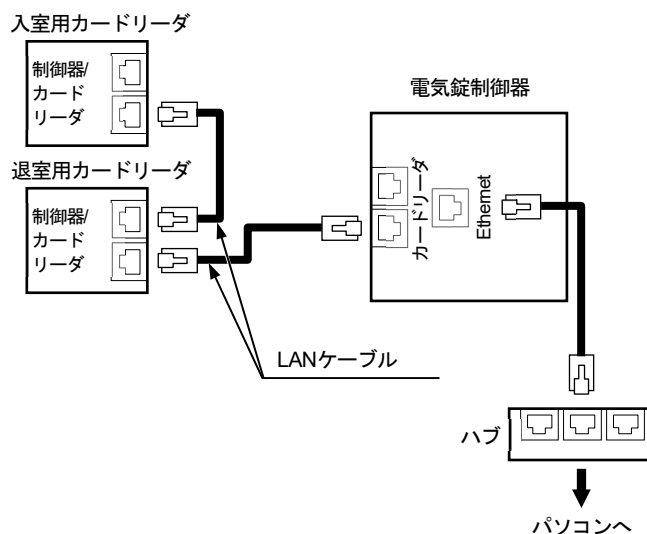 入室用カードリーダ
制御器/
カード
リーダ
電気錠制御器
退室用カードリーダ
制御器/
カード
リーダ
カードリーダ
Ethernet
LANケーブル
ハブ
パソコンへ